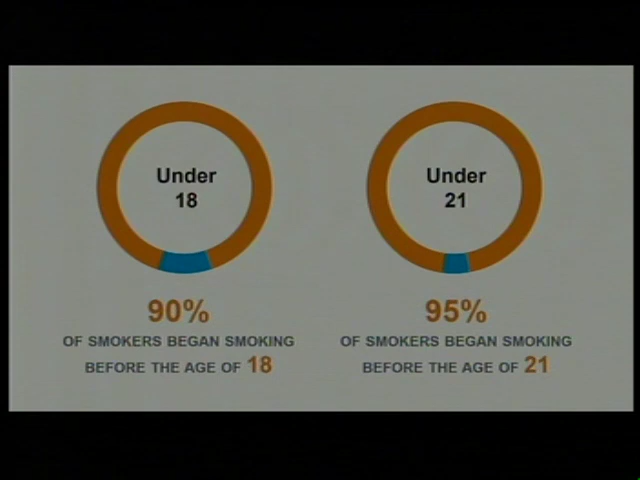 Under
18
90%
OF SMOKERS BEGAN SMOKING
BEFORE THE AGE OF 18
Under
21
95%
OF SMOKERS BEGAN SMOKING
BEFORE THE AGE OF 21